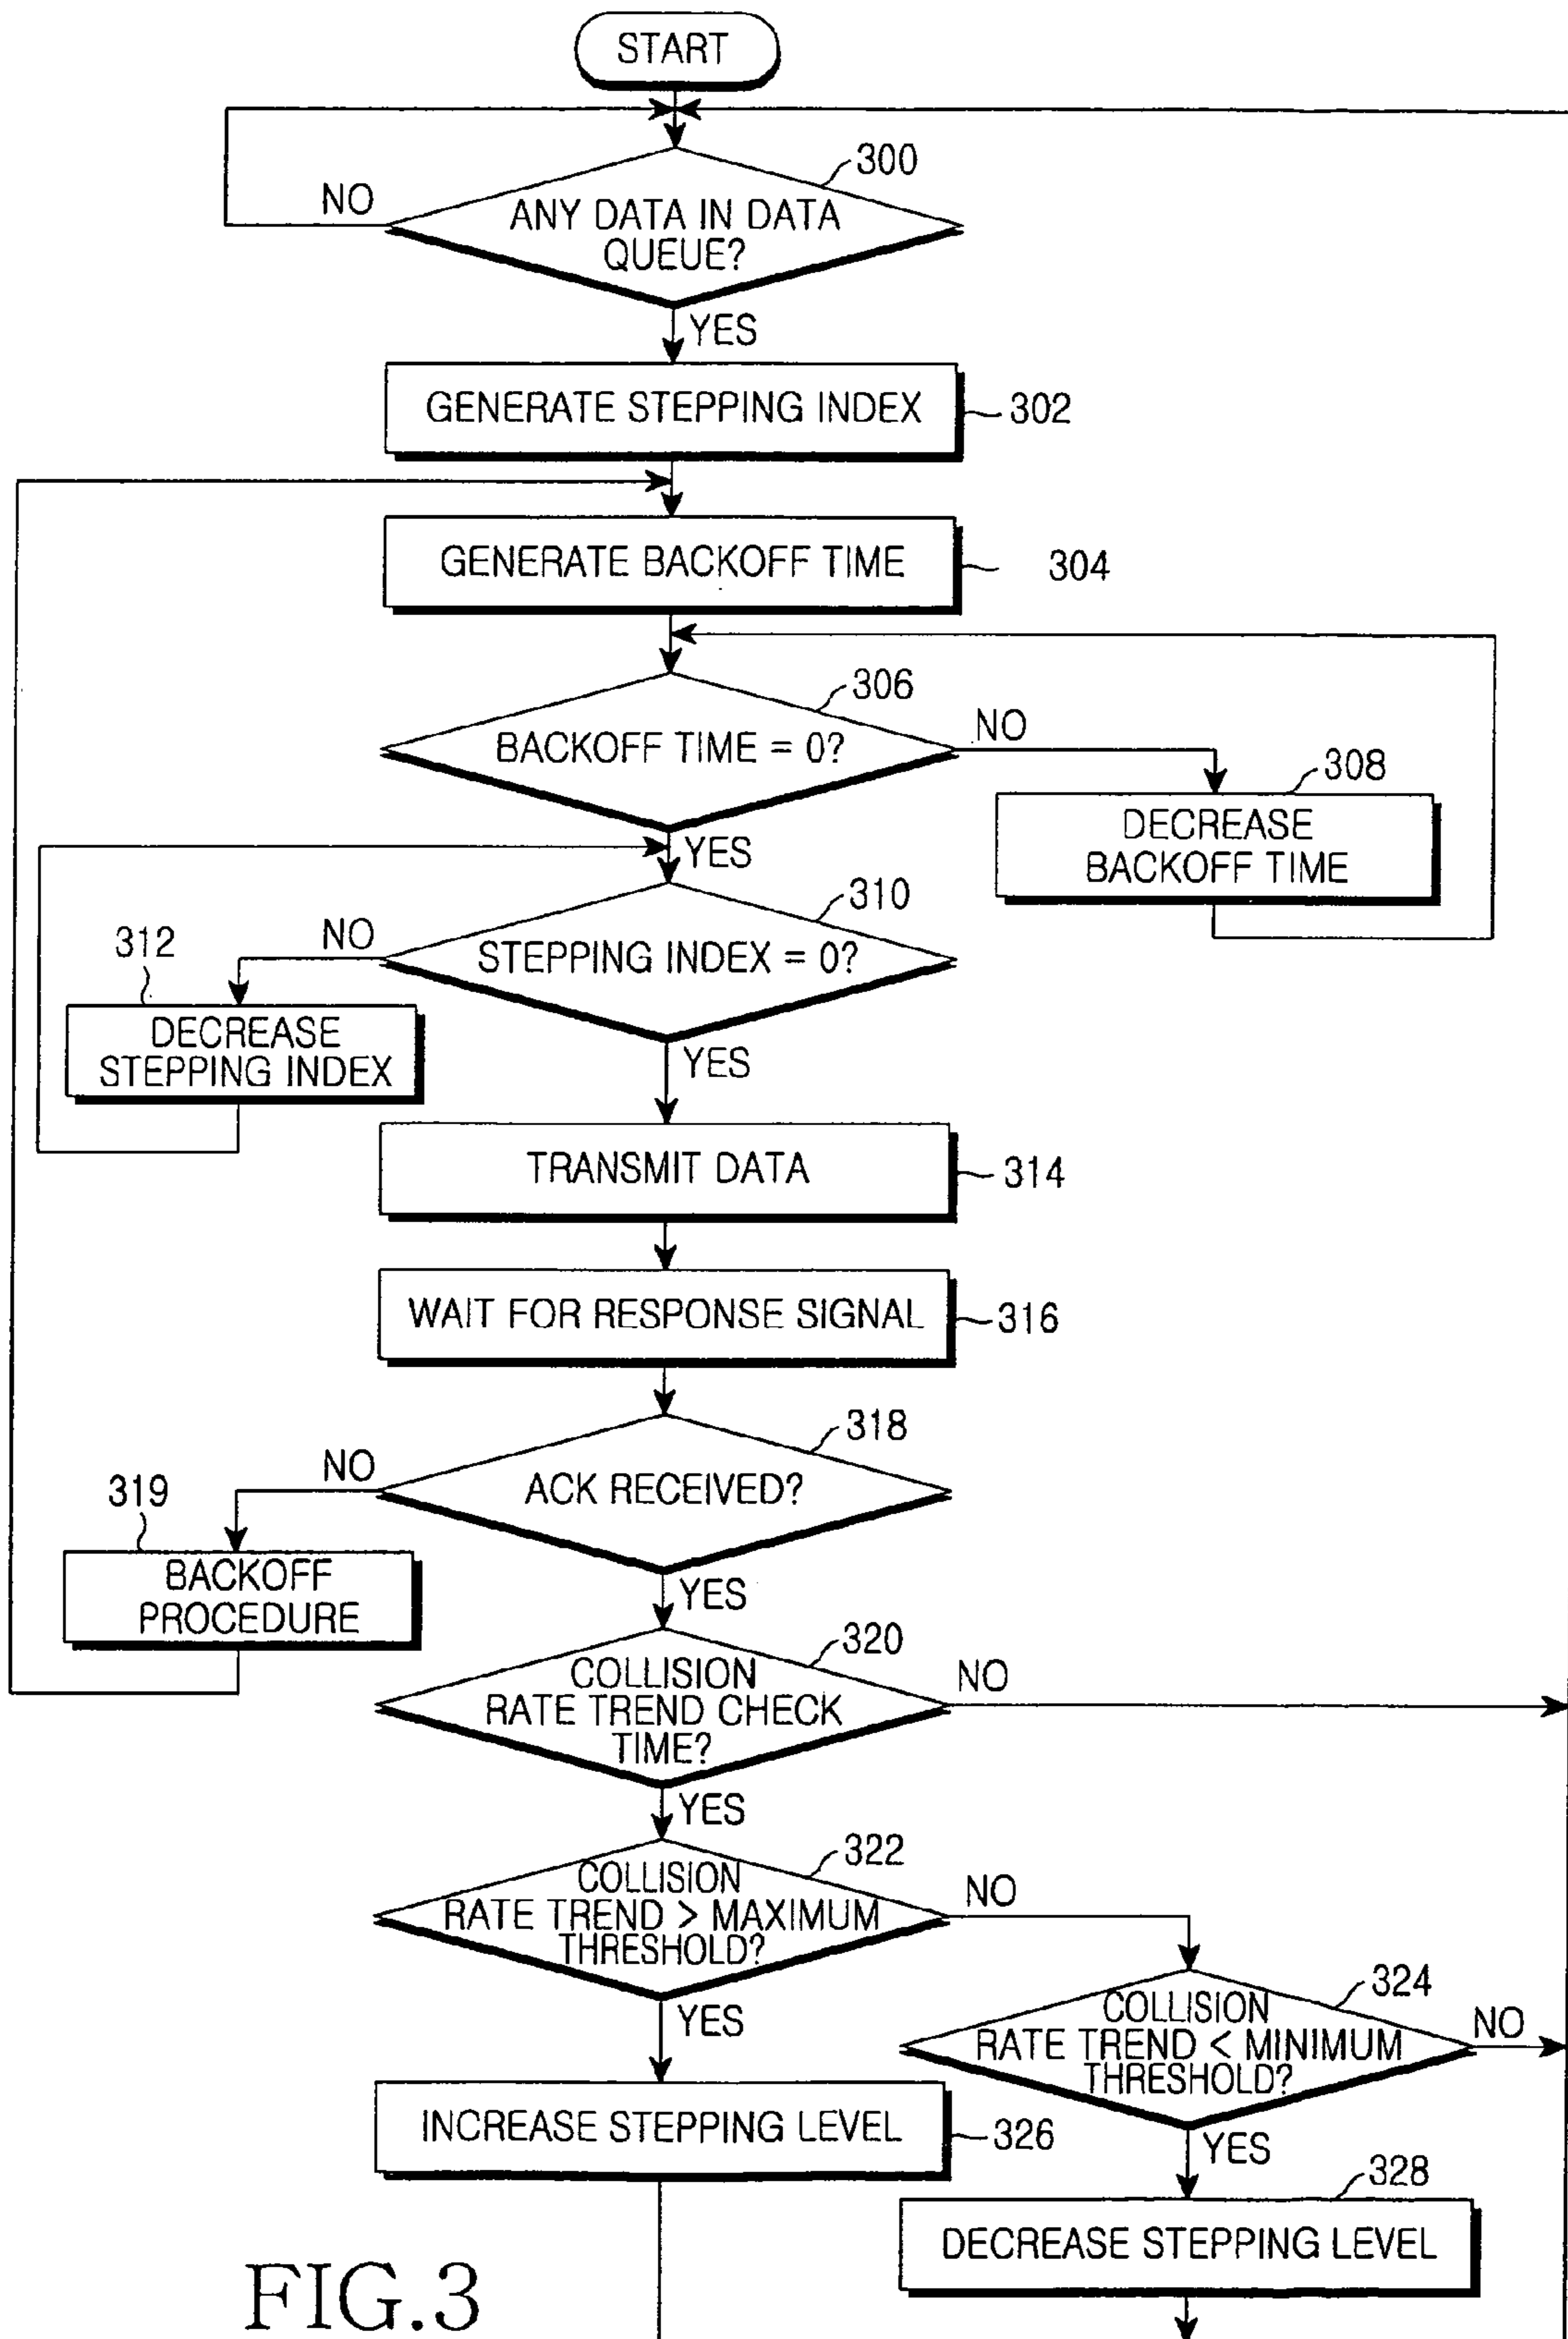 START
300
NO
ANY DATA IN DATA
QUEUE?
YES
GENERATE STEPPING INDEX
302
GENERATE BACKOFF TIME
304
306
BACKOFF TIME = 0?
NO
308
DECREASE
BACKOFF TIME
YES
310
STEPPING INDEX = 0?
NO
312
DECREASE
STEPPING INDEX
YES
TRANSMIT DATA
314
WAIT FOR RESPONSE SIGNAL
316
318
ACK RECEIVED?
NO
319
BACKOFF
PROCEDURE
YES
320
COLLISION
RATE TREND CHECK
TIME?
NO
YES
322
COLLISION
RATE TREND > MAXIMUM
THRESHOLD?
NO
YES
324
COLLISION
RATE TREND < MINIMUM
THRESHOLD?
NO
INCREASE STEPPING LEVEL
326
YES
328
DECREASE STEPPING LEVEL
FIG.3